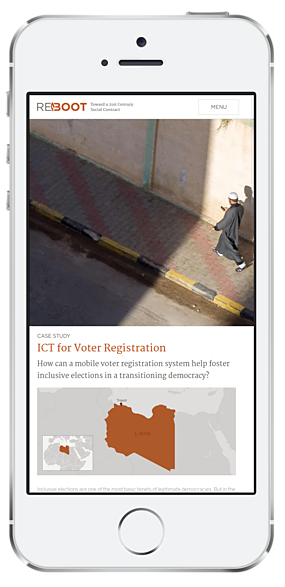 REBOOT
Toward a 21st Century
Social Contract
MENU
CASE STUDY
ICT for Voter Registration
How can a mobile voter registration system help foster
inclusive elections in a transitioning democracy?
Tripoli
LIBYA
Inclusive elections are one of the most basic tenets of legitimate democracies. But in the